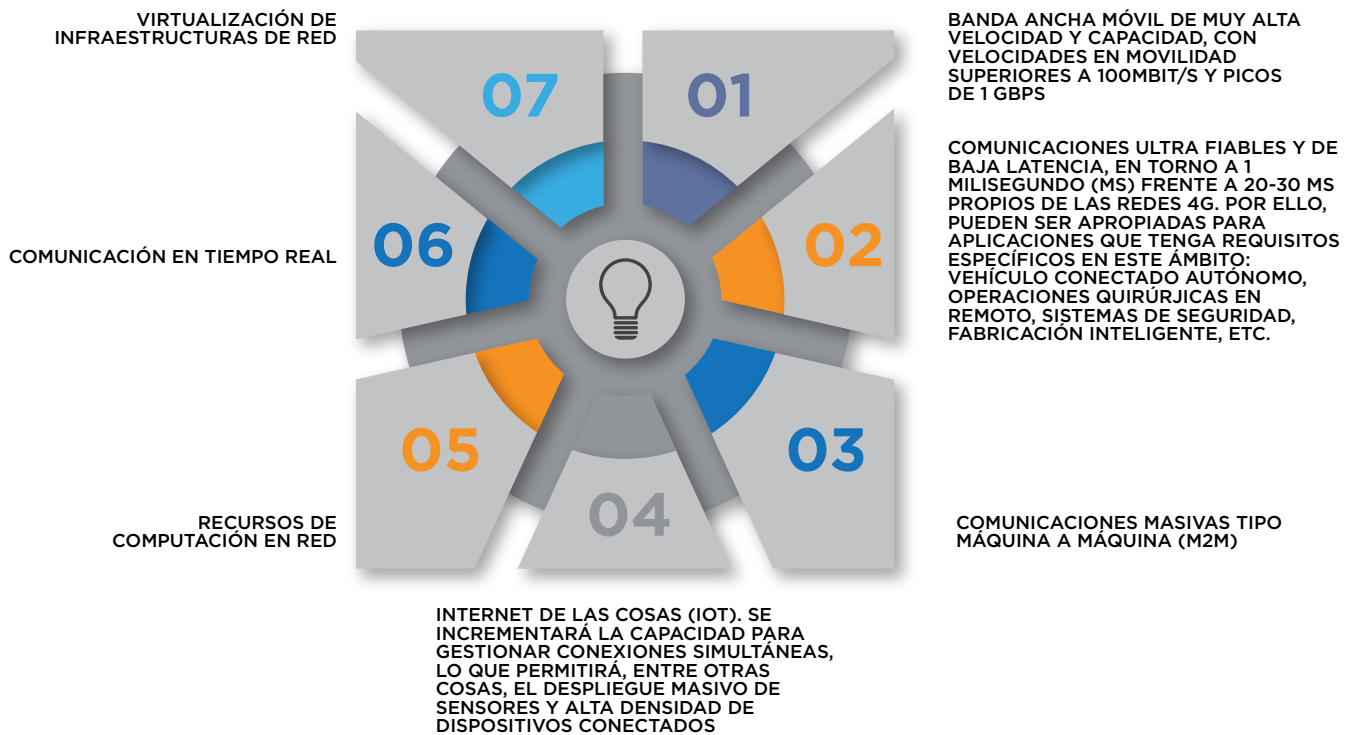 VIRTUALIZACIÓN DE
INFRAESTRUCTURAS DE RED
07
01
BANDA ANCHA MÓVIL DE MUY ALTA
VELOCIDAD Y CAPACIDAD, CON
VELOCIDADES EN MOVILIDAD
SUPERIORES A 100MBIT/S Y PICOS
DE 1 GBPS
COMUNICACIÓN EN TIEMPO REAL
06
02
COMUNICACIONES ULTRA FIABLES Y DE
BAJA LATENCIA, EN TORNO A 1
MILISEGUNDO (MS) FRENTE A 20-30 MS
PROPIOS DE LAS REDES 4G. POR ELLO,
PUEDEN SER APROPIADAS PARA
APLICACIONES QUE TENGA REQUISITOS
ESPECÍFICOS EN ESTE ÁMBITO:
VEHÍCULO CONECTADO AUTÓNOMO,
OPERACIONES QUIRÚRJICAS EN
REMOTO, SISTEMAS DE SEGURIDAD,
FABRICACIÓN INTELIGENTE, ETC.
05
03
RECURSOS DE
COMPUTACIÓN EN RED
04
COMUNICACIONES MASIVAS TIPO
MÁQUINA A MÁQUINA (M2M)
INTERNET DE LAS COSAS (IOT). SE
INCREMENTARÁ LA CAPACIDAD PARA
GESTIONAR CONEXIONES SIMULTÁNEAS,
LO QUE PERMITIRÁ, ENTRE OTRAS
COSAS, EL DESPLIEGUE MASIVO DE
SENSORES Y ALTA DENSIDAD DE
DISPOSITIVOS CONECTADOS